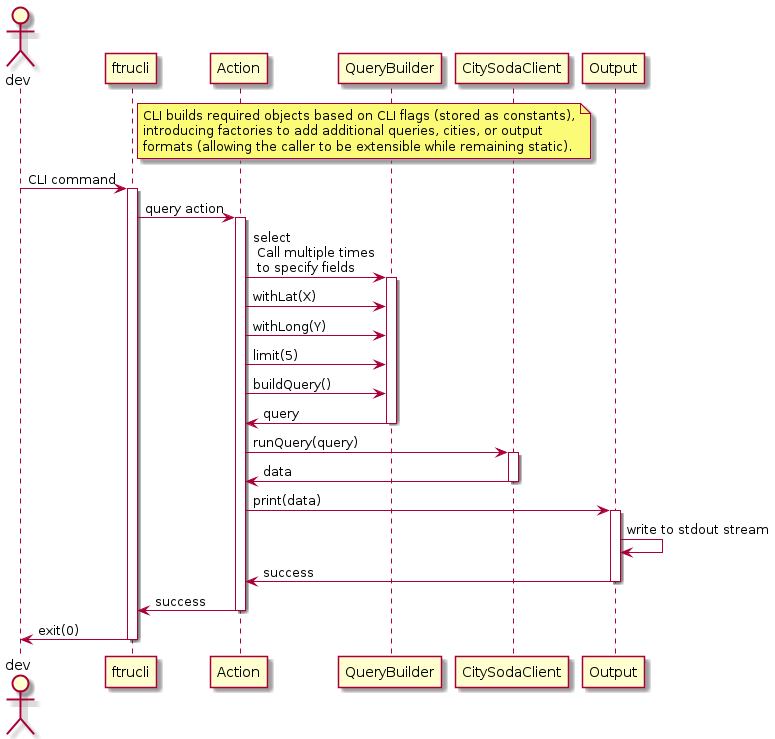 dev
ftrucli
Action
QueryBuilder
CitySodaClient
Output
CLI builds required objects based on CLI flags (stored as constants),
introducing factories to add additional queries, cities, or output
formats (allowing the caller to be extensible while remaining static).
CLI command
query action
select
Call multiple times
to specify fields
withLat(X)
withLong(Y)
limit(5)
buildQuery()
query
runQuery(query)
data
print(data)
write to stdout stream
success
success
exit(0)
dev
ftrucli
Action
QueryBuilder
CitySodaClient
Output